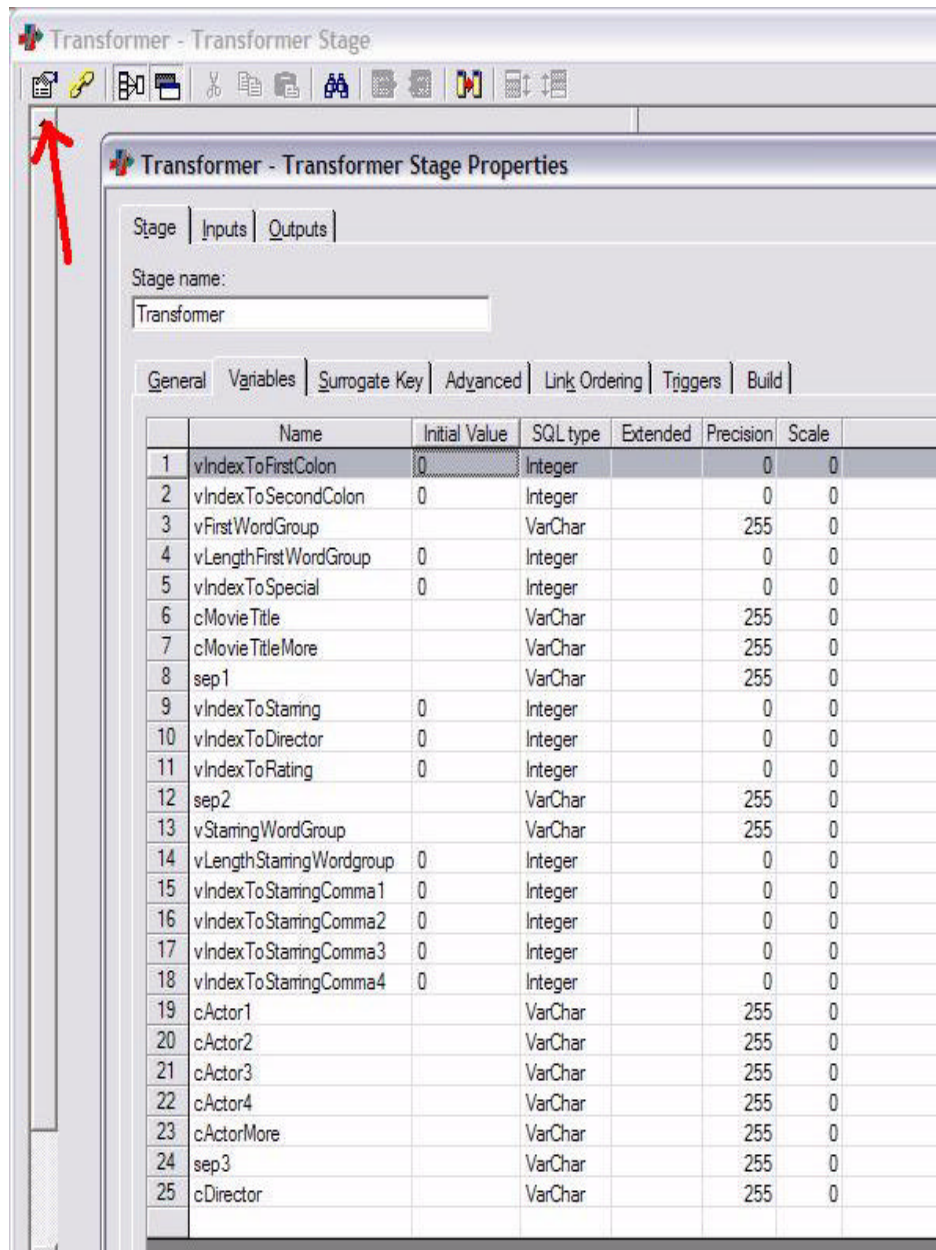 Transformer - Transformer Stage
Transformer - Transformer Stage Properties
Stage Inputs Outputs
Stage name:
Transformer
General Variables Surrogate Key Advanced Link Ordering Triggers Build
Name Initial Value SQL type Extended Precision Scale
1 vIndexToFirstColon 0 Integer 0 0
2 vIndexToSecondColon 0 Integer 0 0
3 vFirstWordGroup VarChar 255 0
4 vLengthFirstWordGroup 0 Integer 0 0
5 vIndexToSpecial 0 Integer 0 0
6 cMovieTitle VarChar 255 0
7 cMovieTitleMore VarChar 255 0
8 sep1 VarChar 255 0
9 vIndexToStarring 0 Integer 0 0
10 vIndexToDirector 0 Integer 0 0
11 vIndexToRating 0 Integer 0 0
12 sep2 VarChar 255 0
13 vStarringWordGroup VarChar 255 0
14 vLengthStarringWordgroup 0 Integer 0 0
15 vIndexToStarringComma1 0 Integer 0 0
16 vIndexToStarringComma2 0 Integer 0 0
17 vIndexToStarringComma3 0 Integer 0 0
18 vIndexToStarringComma4 0 Integer 0 0
19 cActor1 VarChar 255 0
20 cActor2 VarChar 255 0
21 cActor3 VarChar 255 0
22 cActor4 VarChar 255 0
23 cActorMore VarChar 255 0
24 sep3 VarChar 255 0
25 cDirector VarChar 255 0